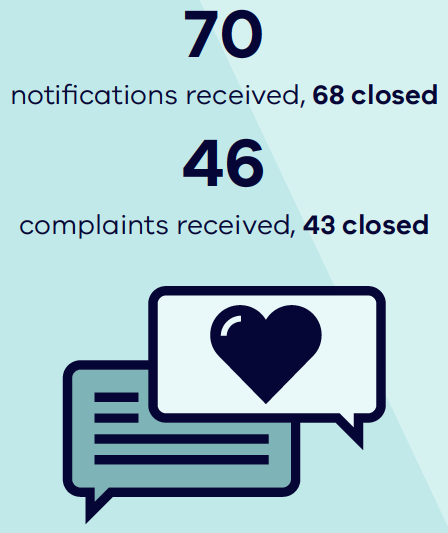 70
notifications received, 68 closed
46
complaints received, 43 closed